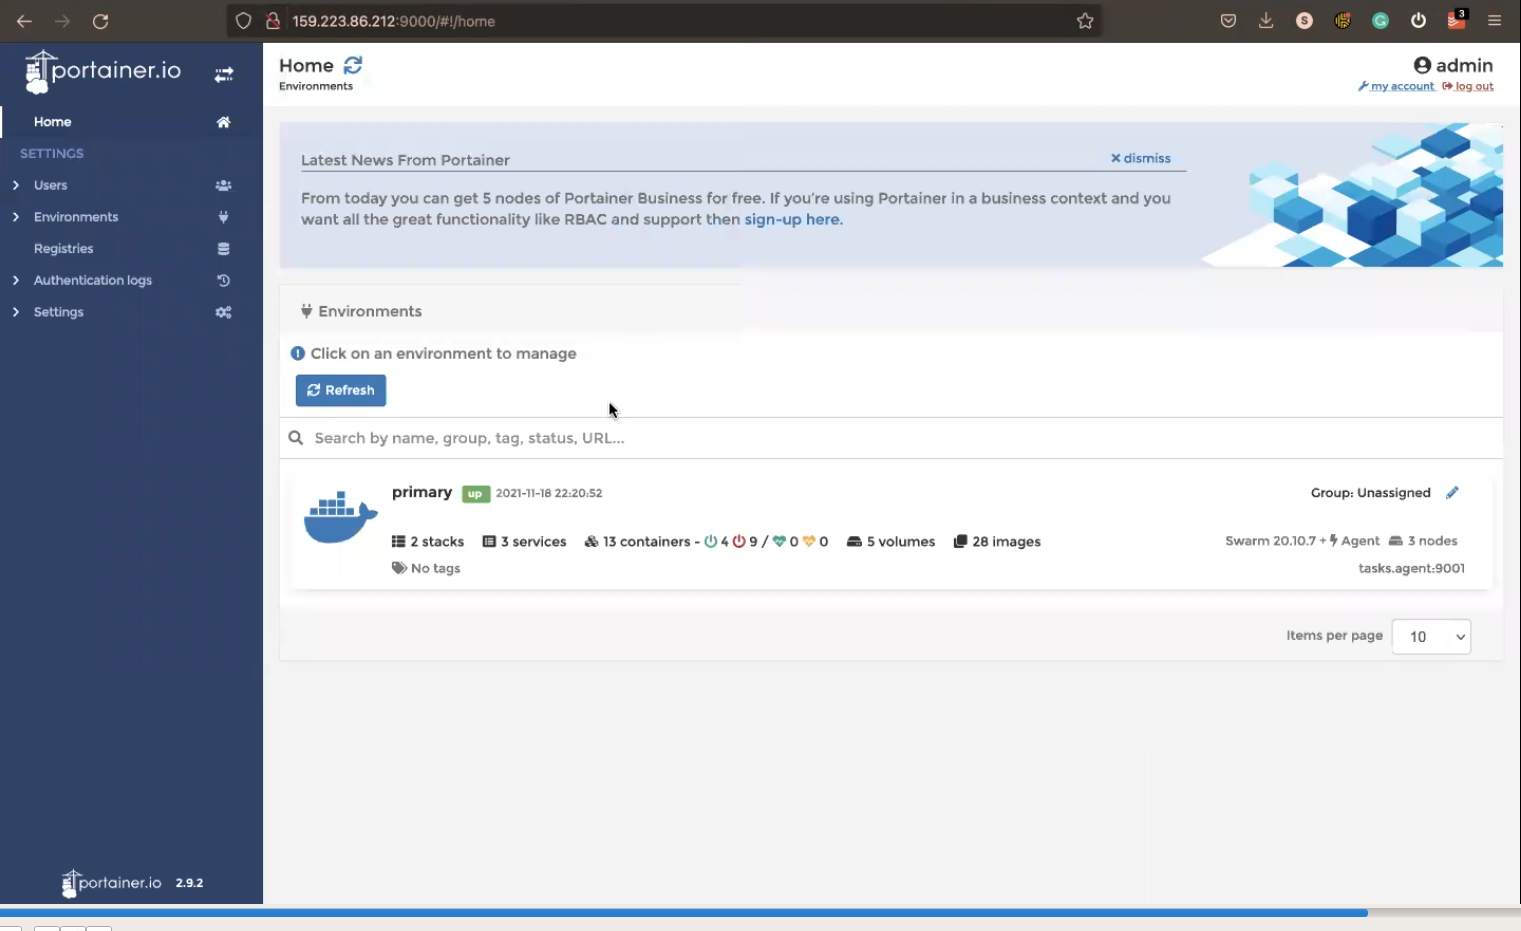 159.223.86.212:9000/#!/home
S
G
3
portainer.io
Home
Environments
admin
my account log out
Home
SETTINGS
Users
Environments
Registries
Authentication logs
Settings
Latest News From Portainer
dismiss
From today you can get 5 nodes of Portainer Business for free. If you're using Portainer in a business context and you
want all the great functionality like RBAC and support then sign-up here.
Environments
Click on an environment to manage
Refresh
Search by name, group, tag, status, URL...
primary up 2021-11-18 22:20:52
Group: Unassigned
2 stacks 3 services 13 containers - 4 9 / 0 0 5 volumes 28 images
Swarm 20.10.7 + Agent 3 nodes
No tags
tasks.agent:9001
Items per page 10
portainer.io 2.9.2